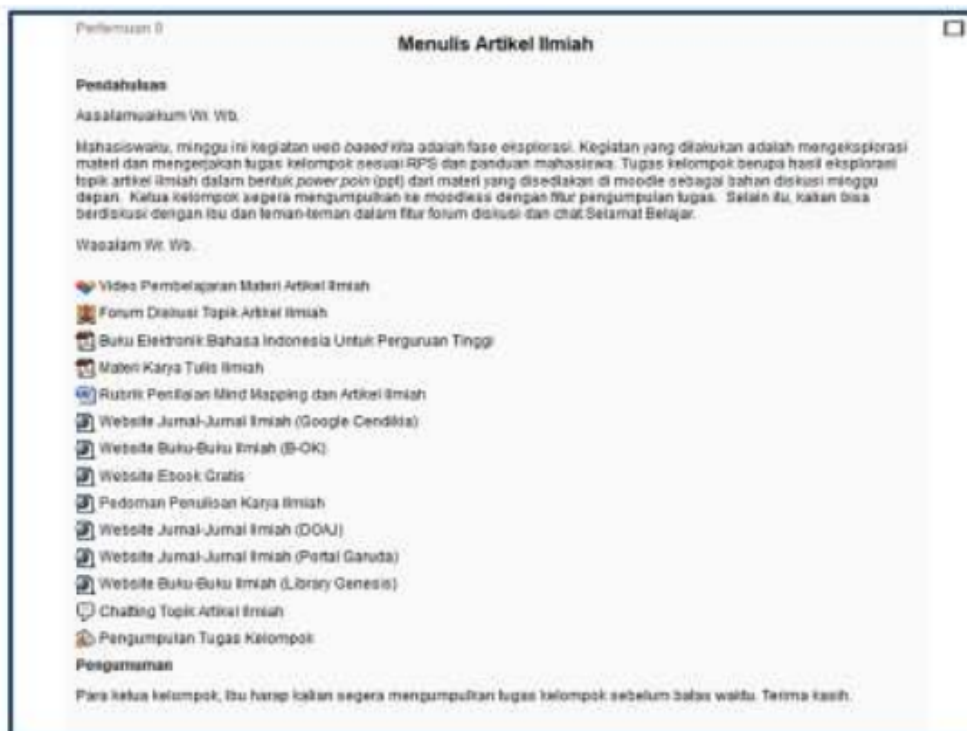 Pertemuan 8
Menulis Artikel Ilmiah
Pendahuluan
Assalamuaikum Wr. Wb.
Mahasiswaku, minggu ini kegiatan web based kita adalah fase eksplorasi. Kegiatan yang dilakukan adalah mengeksplorasi
materi dan mengerjakan tugas kelompok sesuai RPS dan panduan mahasiswa. Tugas kelompok berupa hasil eksplorasi
topik artikel ilmiah dalam bentuk power poin (ppt) dari materi yang disediakan di moodle sebagai bahan diskusi minggu
depan. Ketua kelompok segera mengumpulkan ke moodless dengan fitur pengumpulan tugas. Selain itu, kalian bisa
berdiskusi dengan ibu dan teman-teman dalam fitur forum diskusi dan chat.Selamat Belajar.
Wasalam Wr. Wb.
Video Pembelajaran Materi Artikel Ilmiah
Forum Diskusi Topik Artikel Ilmiah
Buku Elektronik Bahasa Indonesia Untuk Perguruan Tinggi
Materi Karya Tulis Ilmiah
Rubrik Penilaian Mind Mapping dan Artikel Ilmiah
Website Jurnal-Jurnal Ilmiah (Google Cendikia)
Website Buku-Buku Ilmiah (B-OK)
Website Ebook Gratis
Pedoman Penulisan Karya Ilmiah
Website Jurnal-Jurnal Ilmiah (DOAJ)
Website Jurnal-Jurnal Ilmiah (Portal Garuda)
Website Buku-Buku Ilmiah (Library Genesis)
Chatting Topik Artikel Ilmiah
Pengumpulan Tugas Kelompok
Pengumuman
Para ketua kelompok, Ibu harap kalian segera mengumpulkan tugas kelompok sebelum batas waktu. Terima kasih.